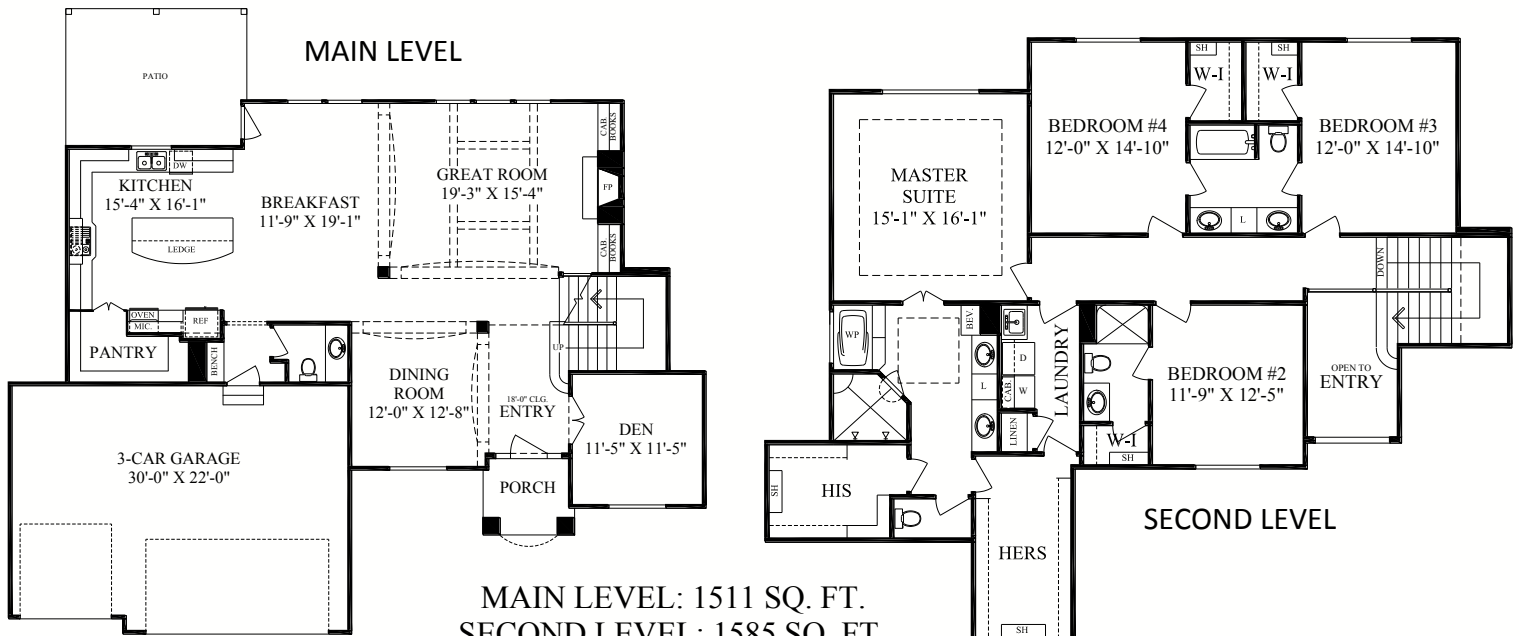 MAIN LEVEL
PATIO
DW
KITCHEN
15'-4" X 16'-1"
LEDGE
OVEN
MIC.
REF
PANTRY
BENCH
BREAKFAST
11'-9" X 19'-1"
GREAT ROOM
19'-3" X 15'-4"
CAB.
BOOKS
FP
CAB.
BOOKS
UP
DINING
ROOM
12'-0" X 12'-8"
18'-0" CLG.
ENTRY
DEN
11'-5" X 11'-5"
PORCH
3-CAR GARAGE
30'-0" X 22'-0"
MAIN LEVEL: 1511 SQ. FT.
SECOND LEVEL: 1585 SQ. FT.
MASTER
SUITE
15'-1" X 16'-1"
BEDROOM #4
12'-0" X 14'-10"
SH
W-I
SH
W-I
BEDROOM #3
12'-0" X 14'-10"
L
DOWN
WP
BEV.
L
D
W
CAB.
LINEN
LAUNDRY
BEDROOM #2
11'-9" X 12'-5"
W-I
SH
OPEN TO
ENTRY
SH
HIS
HERS
SH
SECOND LEVEL